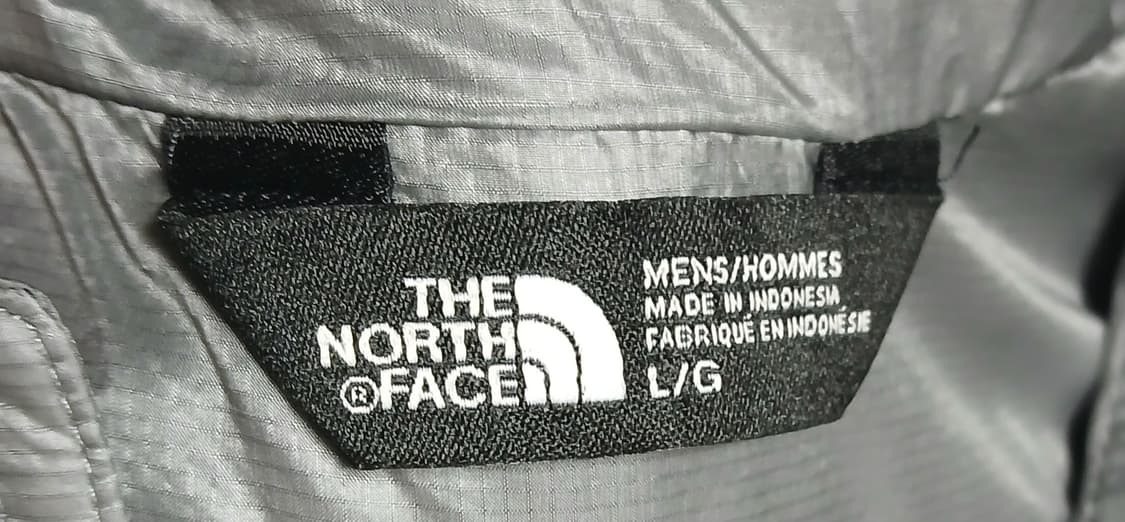 THE
NORTH
®FACE
MENS/HOMMES
MADE IN INDONESIA
FABRIQUÉ EN INDONÉSIE
L/G